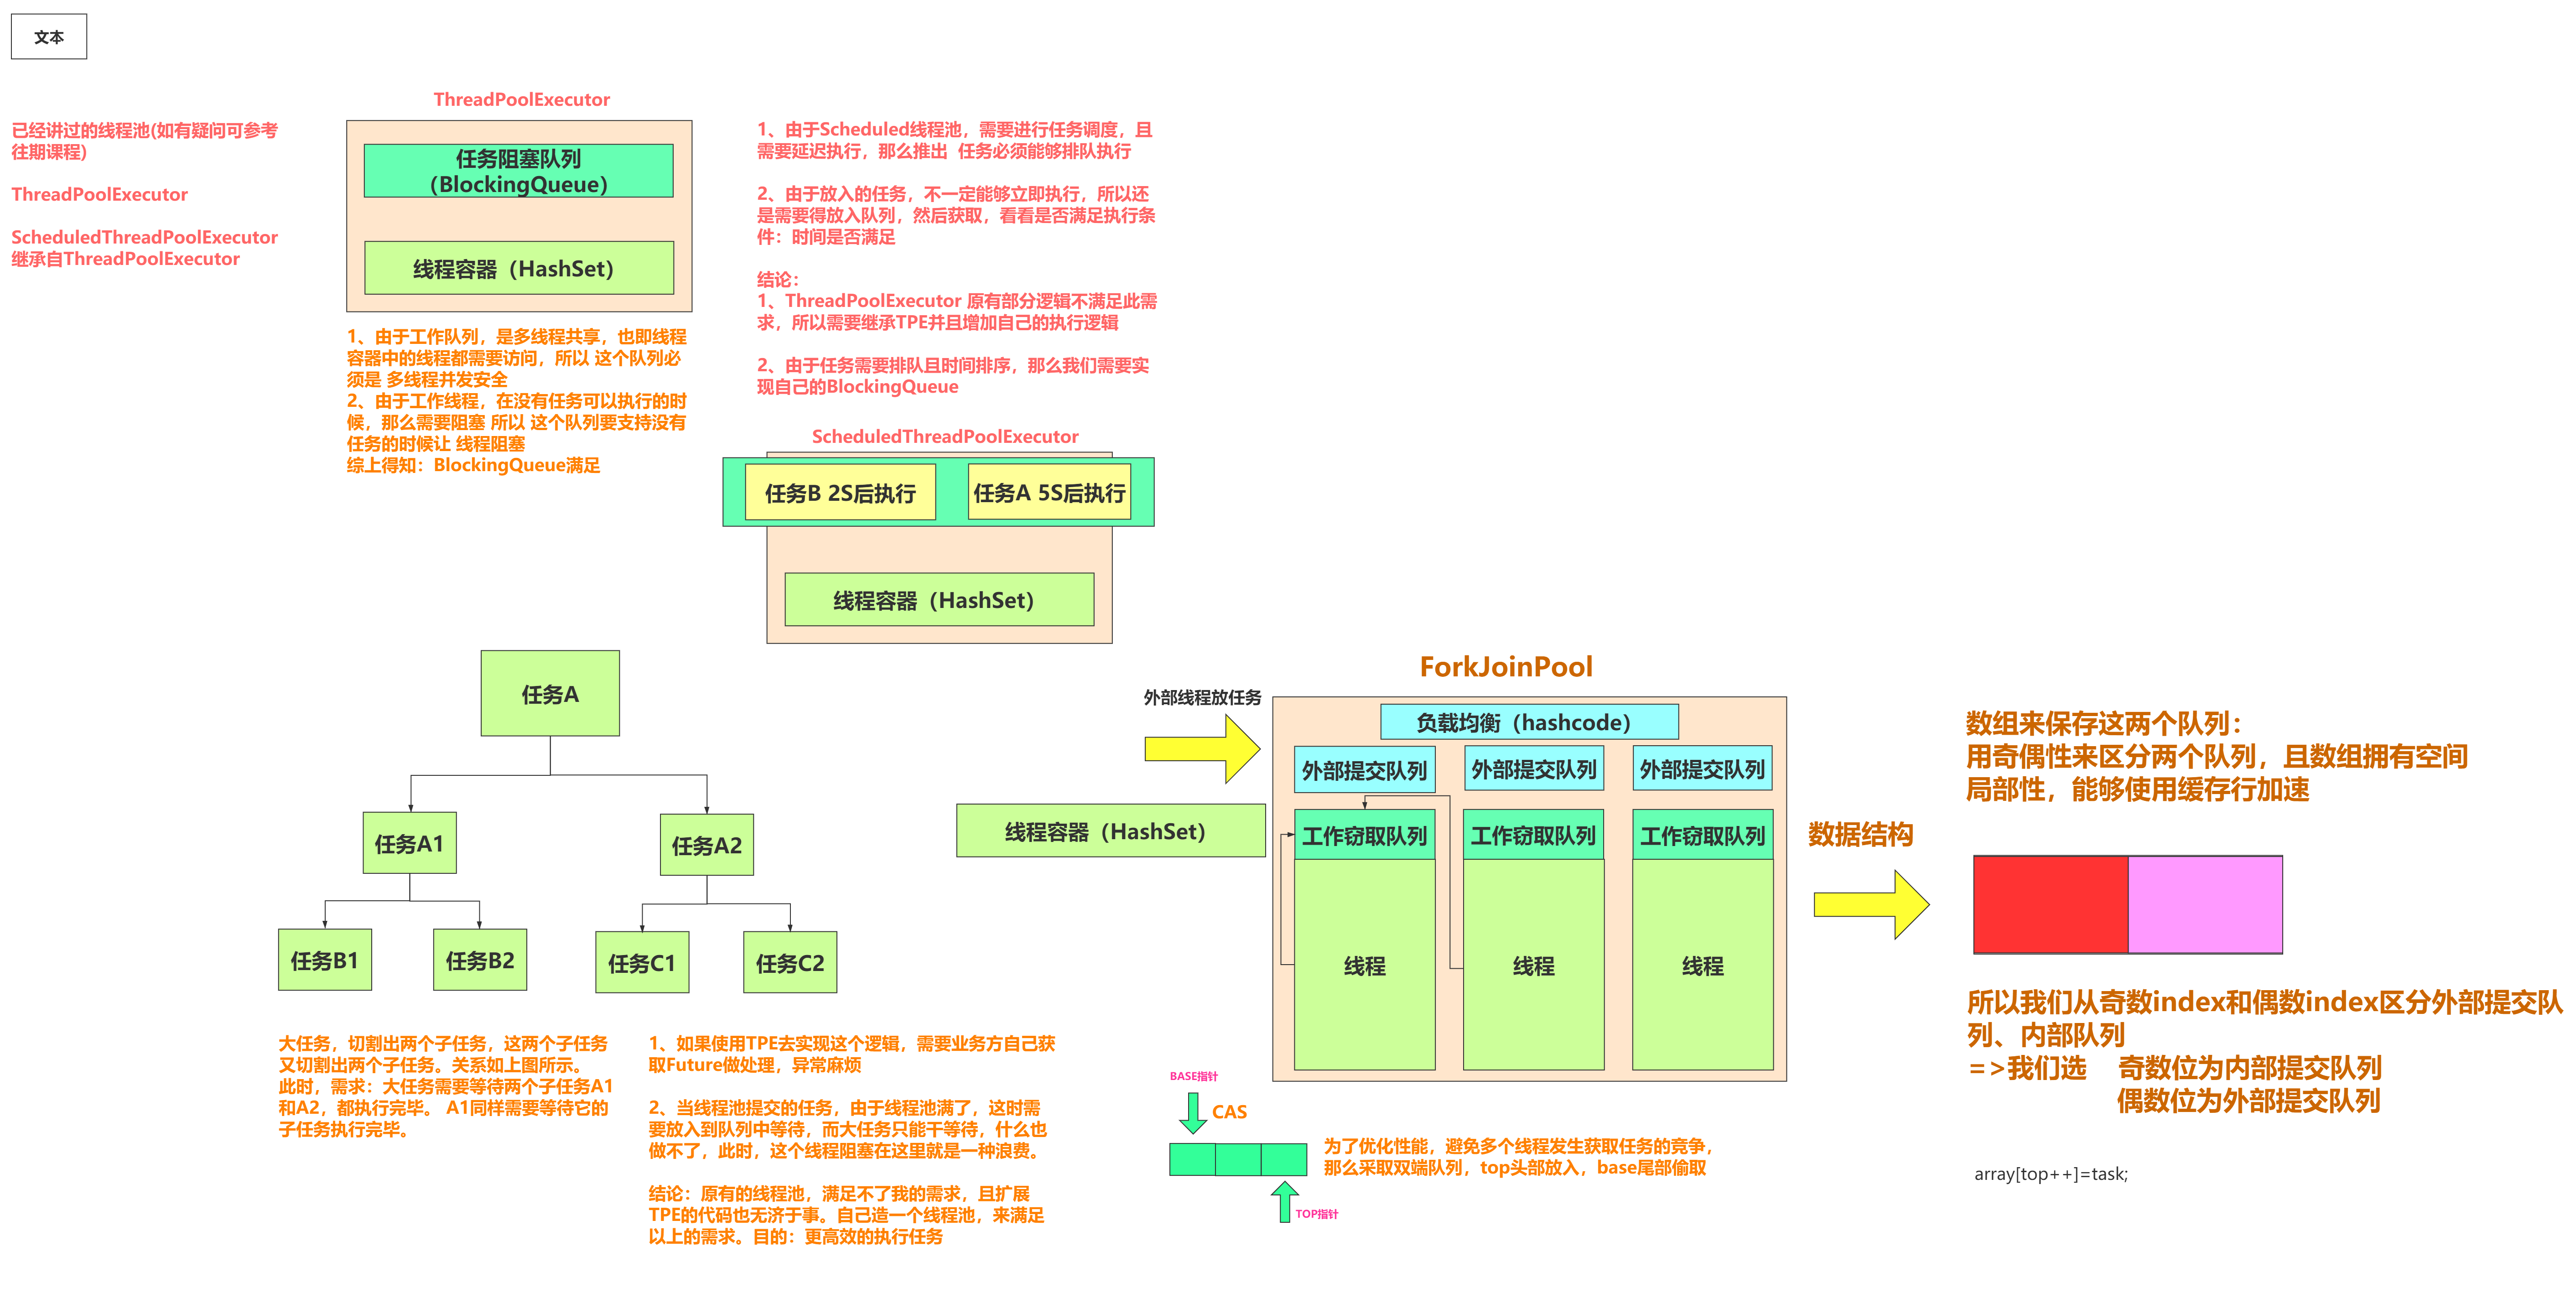 文本
已经讲过的线程池(如有疑问可参考
往期课程)
ThreadPoolExecutor
ScheduledThreadPoolExecutor
继承自ThreadPoolExecutor
ThreadPoolExecutor
任务阻塞队列
（BlockingQueue）
线程容器（HashSet）
1、由于工作队列，是多线程共享，也即线程
容器中的线程都需要访问，所以 这个队列必
须是 多线程并发安全
2、由于工作线程，在没有任务可以执行的时
候，那么需要阻塞 所以 这个队列要支持没有
任务的时候让 线程阻塞
综上得知：BlockingQueue满足
1、由于Scheduled线程池，需要进行任务调度，且
需要延迟执行，那么推出 任务必须能够排队执行
2、由于放入的任务，不一定能够立即执行，所以还
是需要得放入队列，然后获取，看看是否满足执行条
件：时间是否满足
结论：
1、ThreadPoolExecutor 原有部分逻辑不满足此需
求，所以需要继承TPE并且增加自己的执行逻辑
2、由于任务需要排队且时间排序，那么我们需要实
现自己的BlockingQueue
ScheduledThreadPoolExecutor
任务B 2S后执行
任务A 5S后执行
线程容器（HashSet）
任务A
任务A1
任务A2
任务B1
任务B2
任务C1
任务C2
大任务，切割出两个子任务，这两个子任务
又切割出两个子任务。关系如上图所示。
此时，需求：大任务需要等待两个子任务A1
和A2，都执行完毕。 A1同样需要等待它的
子任务执行完毕。
1、如果使用TPE去实现这个逻辑，需要业务方自己获
取Future做处理，异常麻烦
2、当线程池提交的任务，由于线程池满了，这时需
要放入到队列中等待，而大任务只能干等待，什么也
做不了，此时，这个线程阻塞在这里就是一种浪费。
结论：原有的线程池，满足不了我的需求，且扩展
TPE的代码也无济于事。自己造一个线程池，来满足
以上的需求。目的：更高效的执行任务
外部线程放任务
线程容器（HashSet）
ForkJoinPool
负载均衡（hashcode）
外部提交队列
外部提交队列
外部提交队列
工作窃取队列
工作窃取队列
工作窃取队列
线程
线程
线程
BASE指针
CAS
TOP指针
为了优化性能，避免多个线程发生获取任务的竞争，
那么采取双端队列，top头部放入，base尾部偷取
数据结构
数组来保存这两个队列：
用奇偶性来区分两个队列，且数组拥有空间
局部性，能够使用缓存行加速
所以我们从奇数index和偶数index区分外部提交队
列、内部队列
=>我们选 奇数位为内部提交队列
偶数位为外部提交队列
array[top++]=task;